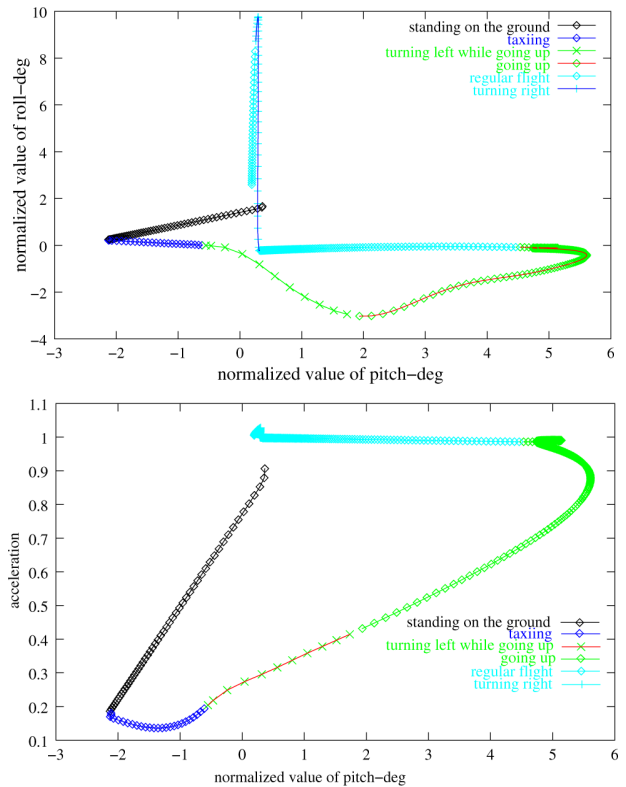 10
8
6
4
2
0
−2
−4
−3
−2
−1
0
1
2
3
4
5
6
normalized value of roll−deg
normalized value of pitch−deg
standing on the ground
taxiing
turning left while going up
going up
regular flight
turning right
1.1
1
0.9
0.8
0.7
0.6
0.5
0.4
0.3
0.2
0.1
−3
−2
−1
0
1
2
3
4
5
6
acceleration
normalized value of pitch−deg
standing on the ground
taxiing
turning left while going up
going up
regular flight
turning right